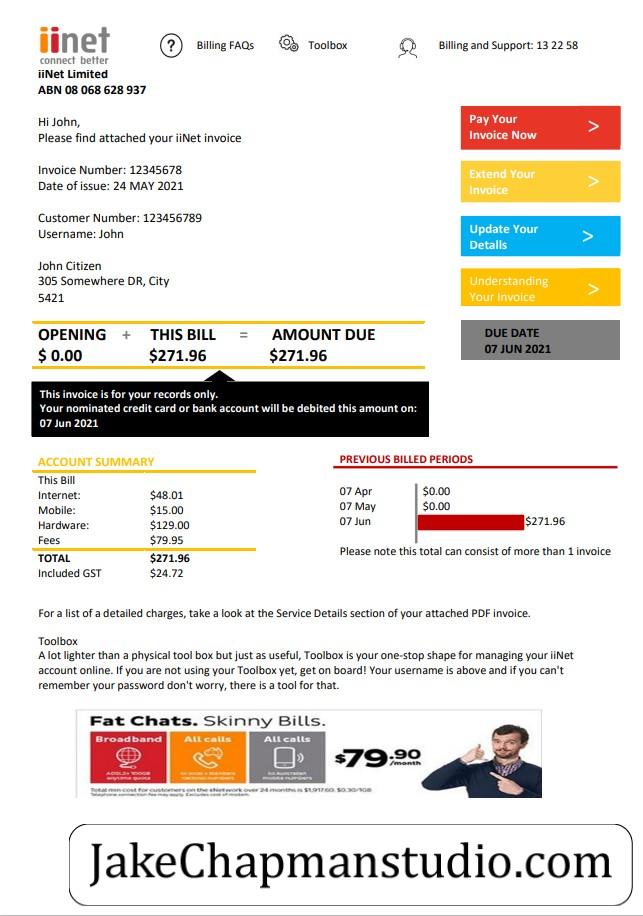 iinet
connect better
iiNet Limited
ABN 08 068 628 937
? Billing FAQs
Toolbox
Billing and Support: 13 22 58
Hi John,
Please find attached your iiNet invoice
Invoice Number: 12345678
Date of issue: 24 MAY 2021
Customer Number: 123456789
Username: John
John Citizen
305 Somewhere DR, City
5421
Pay Your
Invoice Now >
Extend Your
Invoice >
Update Your
Details >
Understanding
Your Invoice >
OPENING + THIS BILL = AMOUNT DUE
$ 0.00 $271.96 $271.96
DUE DATE
07 JUN 2021
This invoice is for your records only.
Your nominated credit card or bank account will be debited this amount on:
07 Jun 2021
ACCOUNT SUMMARY
This Bill
Internet: $48.01
Mobile: $15.00
Hardware: $129.00
Fees $79.95
TOTAL $271.96
Included GST $24.72
PREVIOUS BILLED PERIODS
07 Apr $0.00
07 May $0.00
07 Jun $271.96
Please note this total can consist of more than 1 invoice
For a list of a detailed charges, take a look at the Service Details section of your attached PDF invoice.
Toolbox
A lot lighter than a physical tool box but just as useful, Toolbox is your one-stop shape for managing your iiNet
account online. If you are not using your Toolbox yet, get on board! Your username is above and if you can't
remember your password don't worry, there is a tool for that.
Fat Chats. Skinny Bills.
Broadband All calls All calls
ADSL2+ 100GB
anytime quota
$79.90
/month
Total min cost for customers on the eNetwork over 24 months is $1,917.60. $0.30/1GB
Telephone connection fee may apply. Excludes cost of modem.
JakeChapmanstudio.com